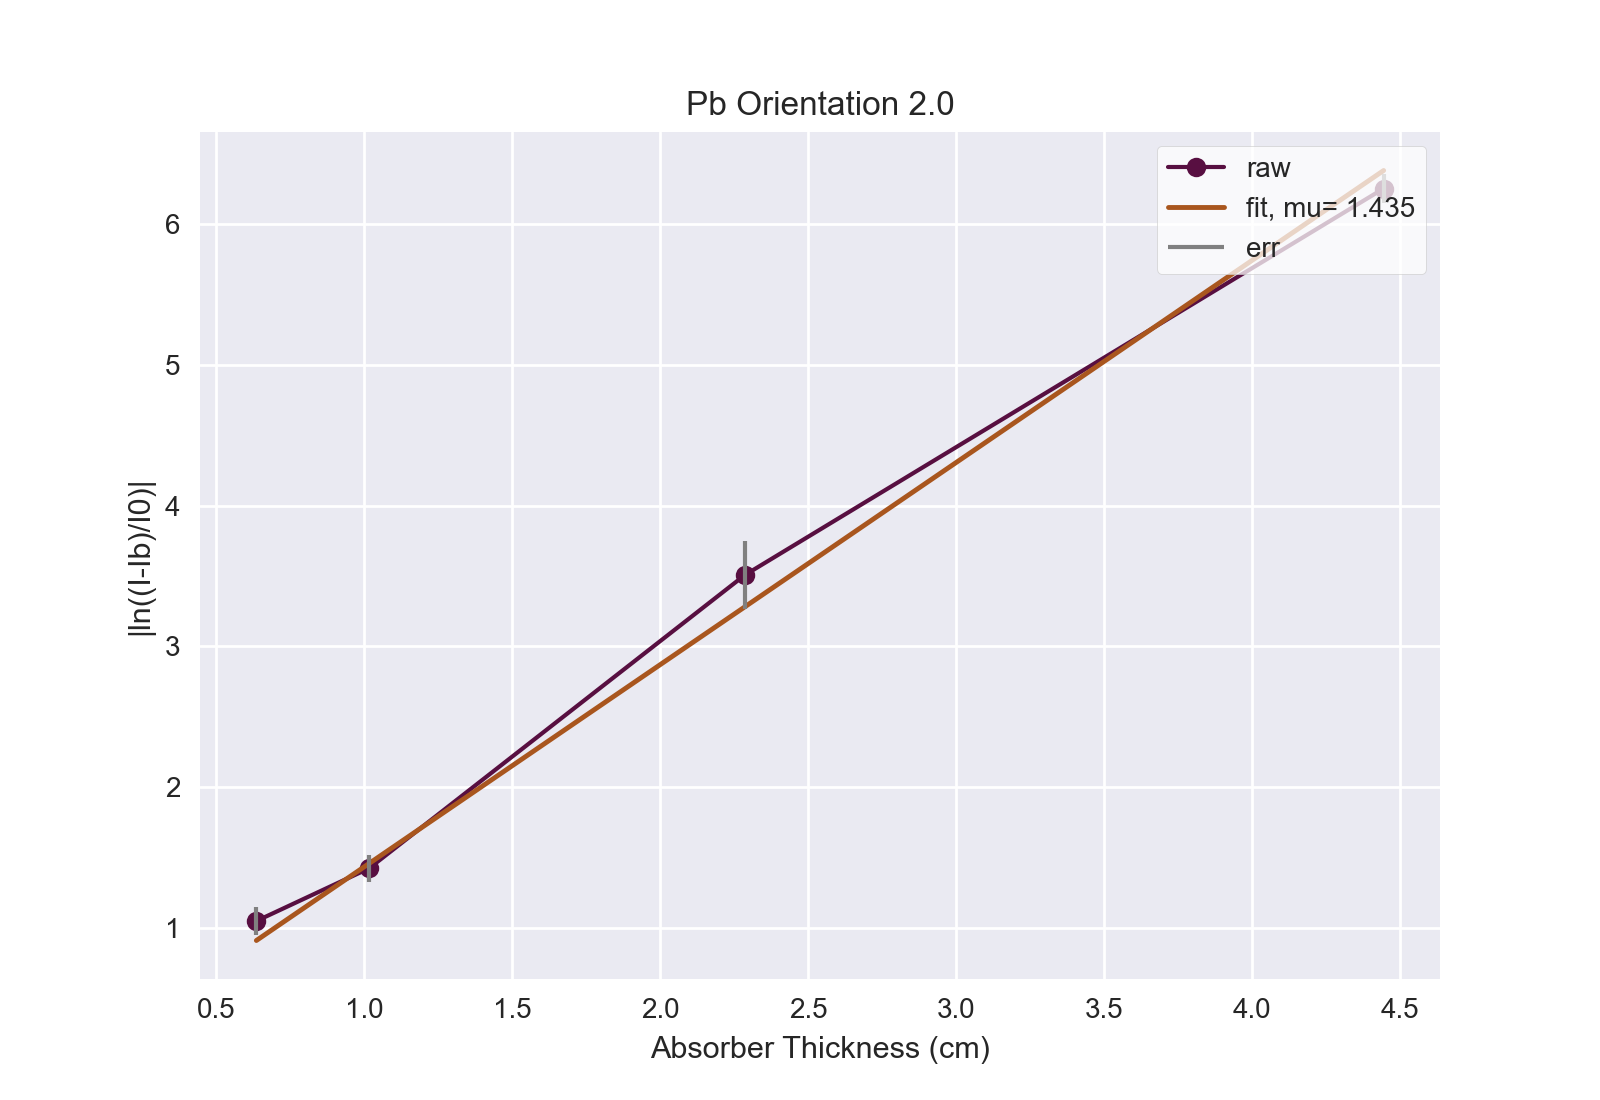 Pb Orientation 2.0
raw
fit, mu= 1.435
err
|ln((I-Ib)/I0)|
6
5
4
3
2
1
0.5 1.0 1.5 2.0 2.5 3.0 3.5 4.0 4.5
Absorber Thickness (cm)